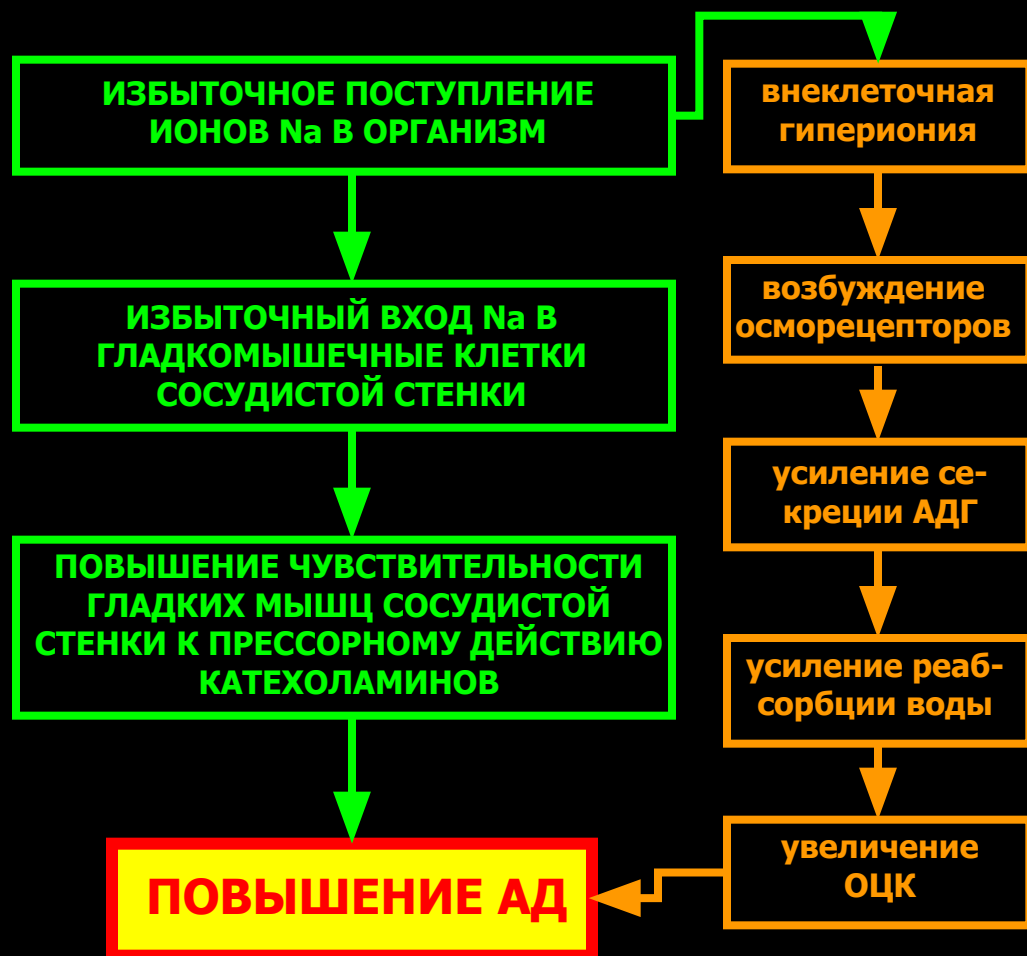 ИЗБЫТОЧНОЕ ПОСТУПЛЕНИЕ
ИОНОВ Na В ОРГАНИЗМ
ИЗБЫТОЧНЫЙ ВХОД Na В
ГЛАДКОМЫШЕЧНЫЕ КЛЕТКИ
СОСУДИСТОЙ СТЕНКИ
ПОВЫШЕНИЕ ЧУВСТВИТЕЛЬНОСТИ
ГЛАДКИХ МЫШЦ СОСУДИСТОЙ
СТЕНКИ К ПРЕССОРНОМУ ДЕЙСТВИЮ
КАТЕХОЛАМИНОВ
ПОВЫШЕНИЕ АД
внеклеточная
гипериония
возбуждение
осморецепторов
усиление се-
креции АДГ
усиление реаб-
сорбции воды
увеличение
ОЦК